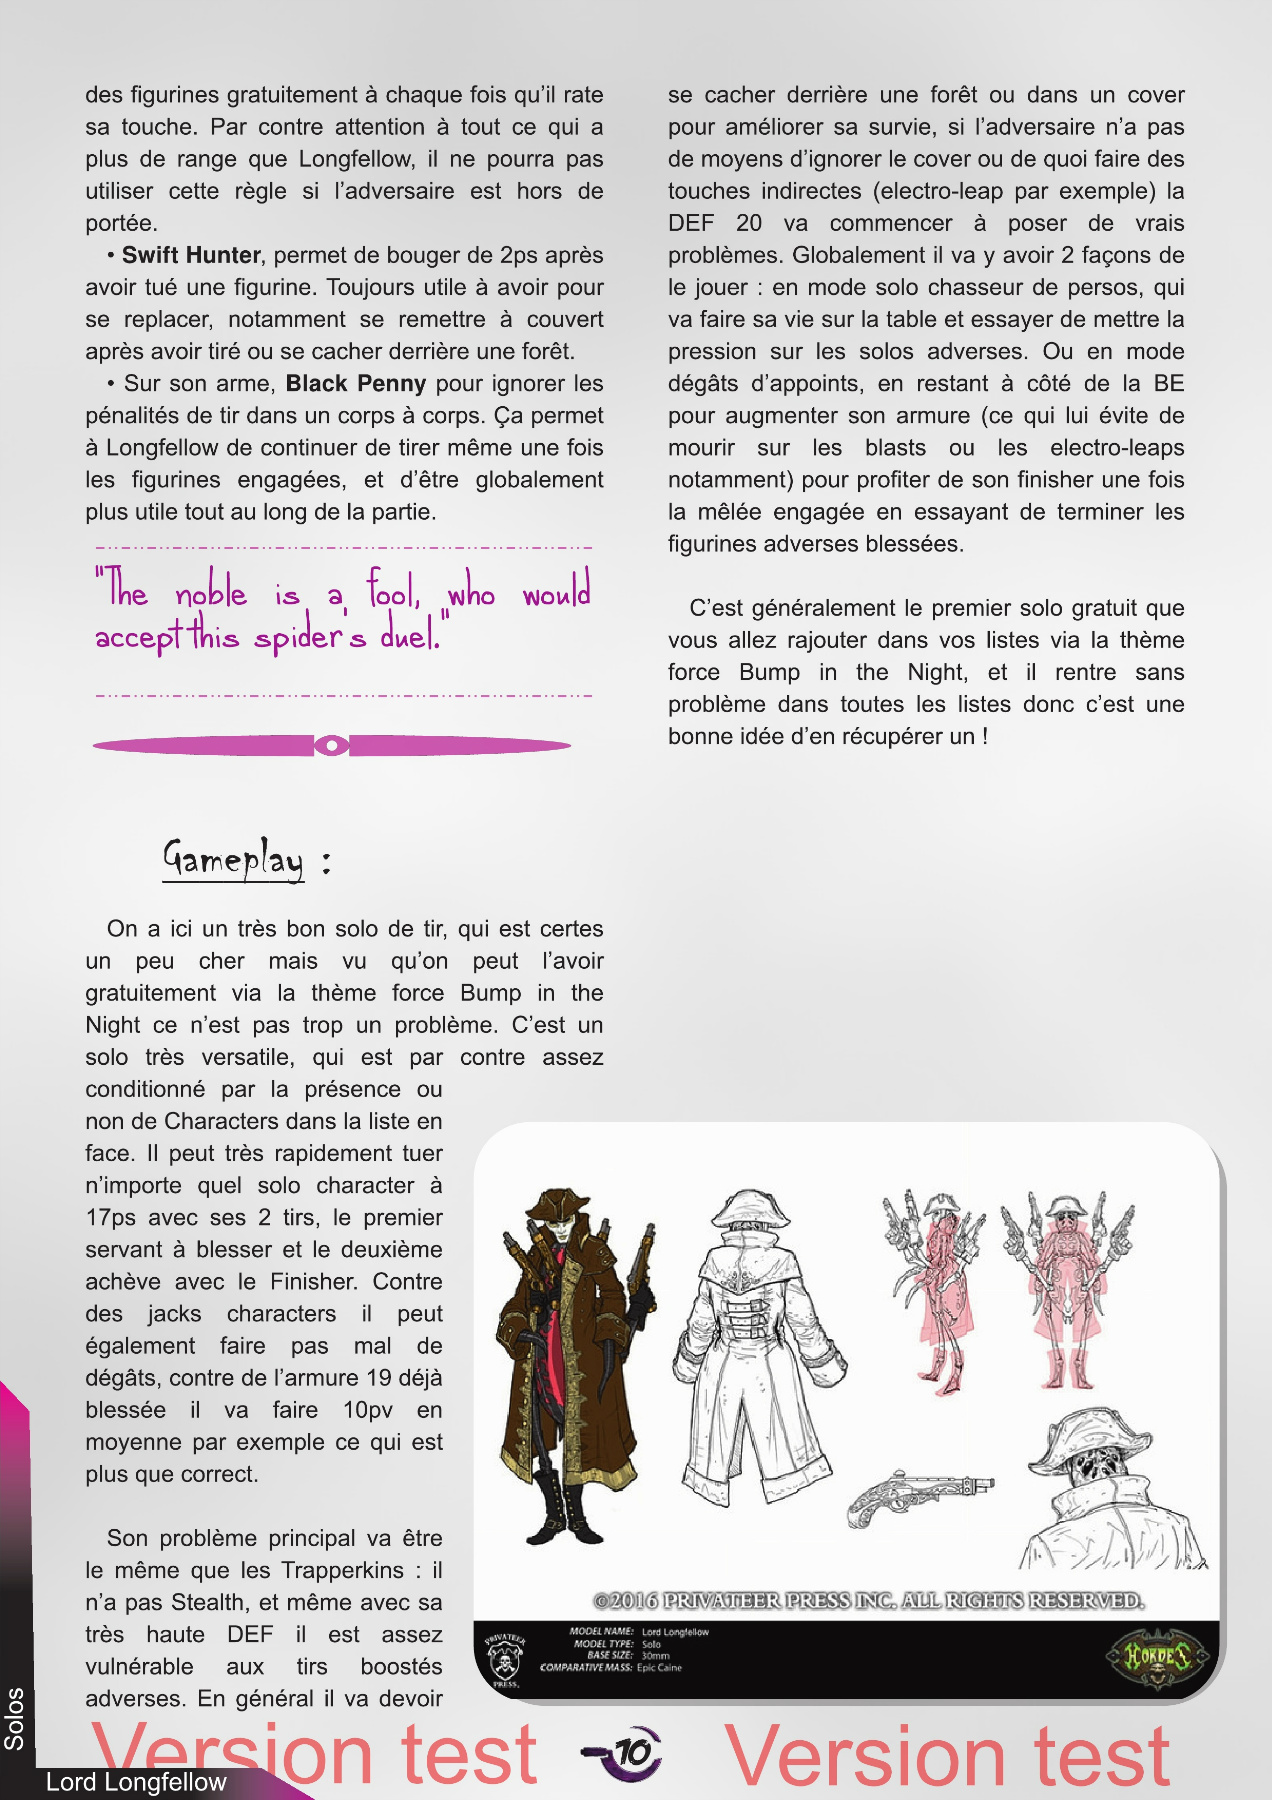 des figurines gratuitement à chaque fois qu'il rate
sa touche. Par contre attention à tout ce qui a
plus de range que Longfellow, il ne pourra pas
utiliser cette règle si l'adversaire est hors de
portée.
• Swift Hunter, permet de bouger de 2ps après
avoir tué une figurine. Toujours utile à avoir pour
se replacer, notamment se remettre à couvert
après avoir tiré ou se cacher derrière une forêt.
• Sur son arme, Black Penny pour ignorer les
pénalités de tir dans un corps à corps. Ça permet
à Longfellow de continuer de tirer même une fois
les figurines engagées, et d'être globalement
plus utile tout au long de la partie.
"The noble is a fool, who would
accept this spider's duel."
Gameplay :
On a ici un très bon solo de tir, qui est certes
un peu cher mais vu qu'on peut l'avoir
gratuitement via la thème force Bump in the
Night ce n'est pas trop un problème. C'est un
solo très versatile, qui est par contre assez
conditionné par la présence ou
non de Characters dans la liste en
face. Il peut très rapidement tuer
n'importe quel solo character à
17ps avec ses 2 tirs, le premier
servant à blesser et le deuxième
achève avec le Finisher. Contre
des jacks characters il peut
également faire pas mal de
dégâts, contre de l'armure 19 déjà
blessée il va faire 10pv en
moyenne par exemple ce qui est
plus que correct.
Son problème principal va être
le même que les Trapperkins : il
n'a pas Stealth, et même avec sa
très haute DEF il est assez
vulnérable aux tirs boostés
adverses. En général il va devoir
se cacher derrière une forêt ou dans un cover
pour améliorer sa survie, si l'adversaire n'a pas
de moyens d'ignorer le cover ou de quoi faire des
touches indirectes (electro-leap par exemple) la
DEF 20 va commencer à poser de vrais
problèmes. Globalement il va y avoir 2 façons de
le jouer : en mode solo chasseur de persos, qui
va faire sa vie sur la table et essayer de mettre la
pression sur les solos adverses. Ou en mode
dégâts d'appoints, en restant à côté de la BE
pour augmenter son armure (ce qui lui évite de
mourir sur les blasts ou les electro-leaps
notamment) pour profiter de son finisher une fois
la mêlée engagée en essayant de terminer les
figurines adverses blessées.
C'est généralement le premier solo gratuit que
vous allez rajouter dans vos listes via la thème
force Bump in the Night, et il rentre sans
problème dans toutes les listes donc c'est une
bonne idée d'en récupérer un !
©2016 PRIVATEER PRESS INC. ALL RIGHTS RESERVED.
PRIVATEER
PRESS
MODEL NAME: Lord Longfellow
MODEL TYPE: Solo
BASE SIZE: 30mm
COMPARATIVE MASS: Epic Caine
HORDES
Solos
Lord Longfellow
Version test
10
Version test